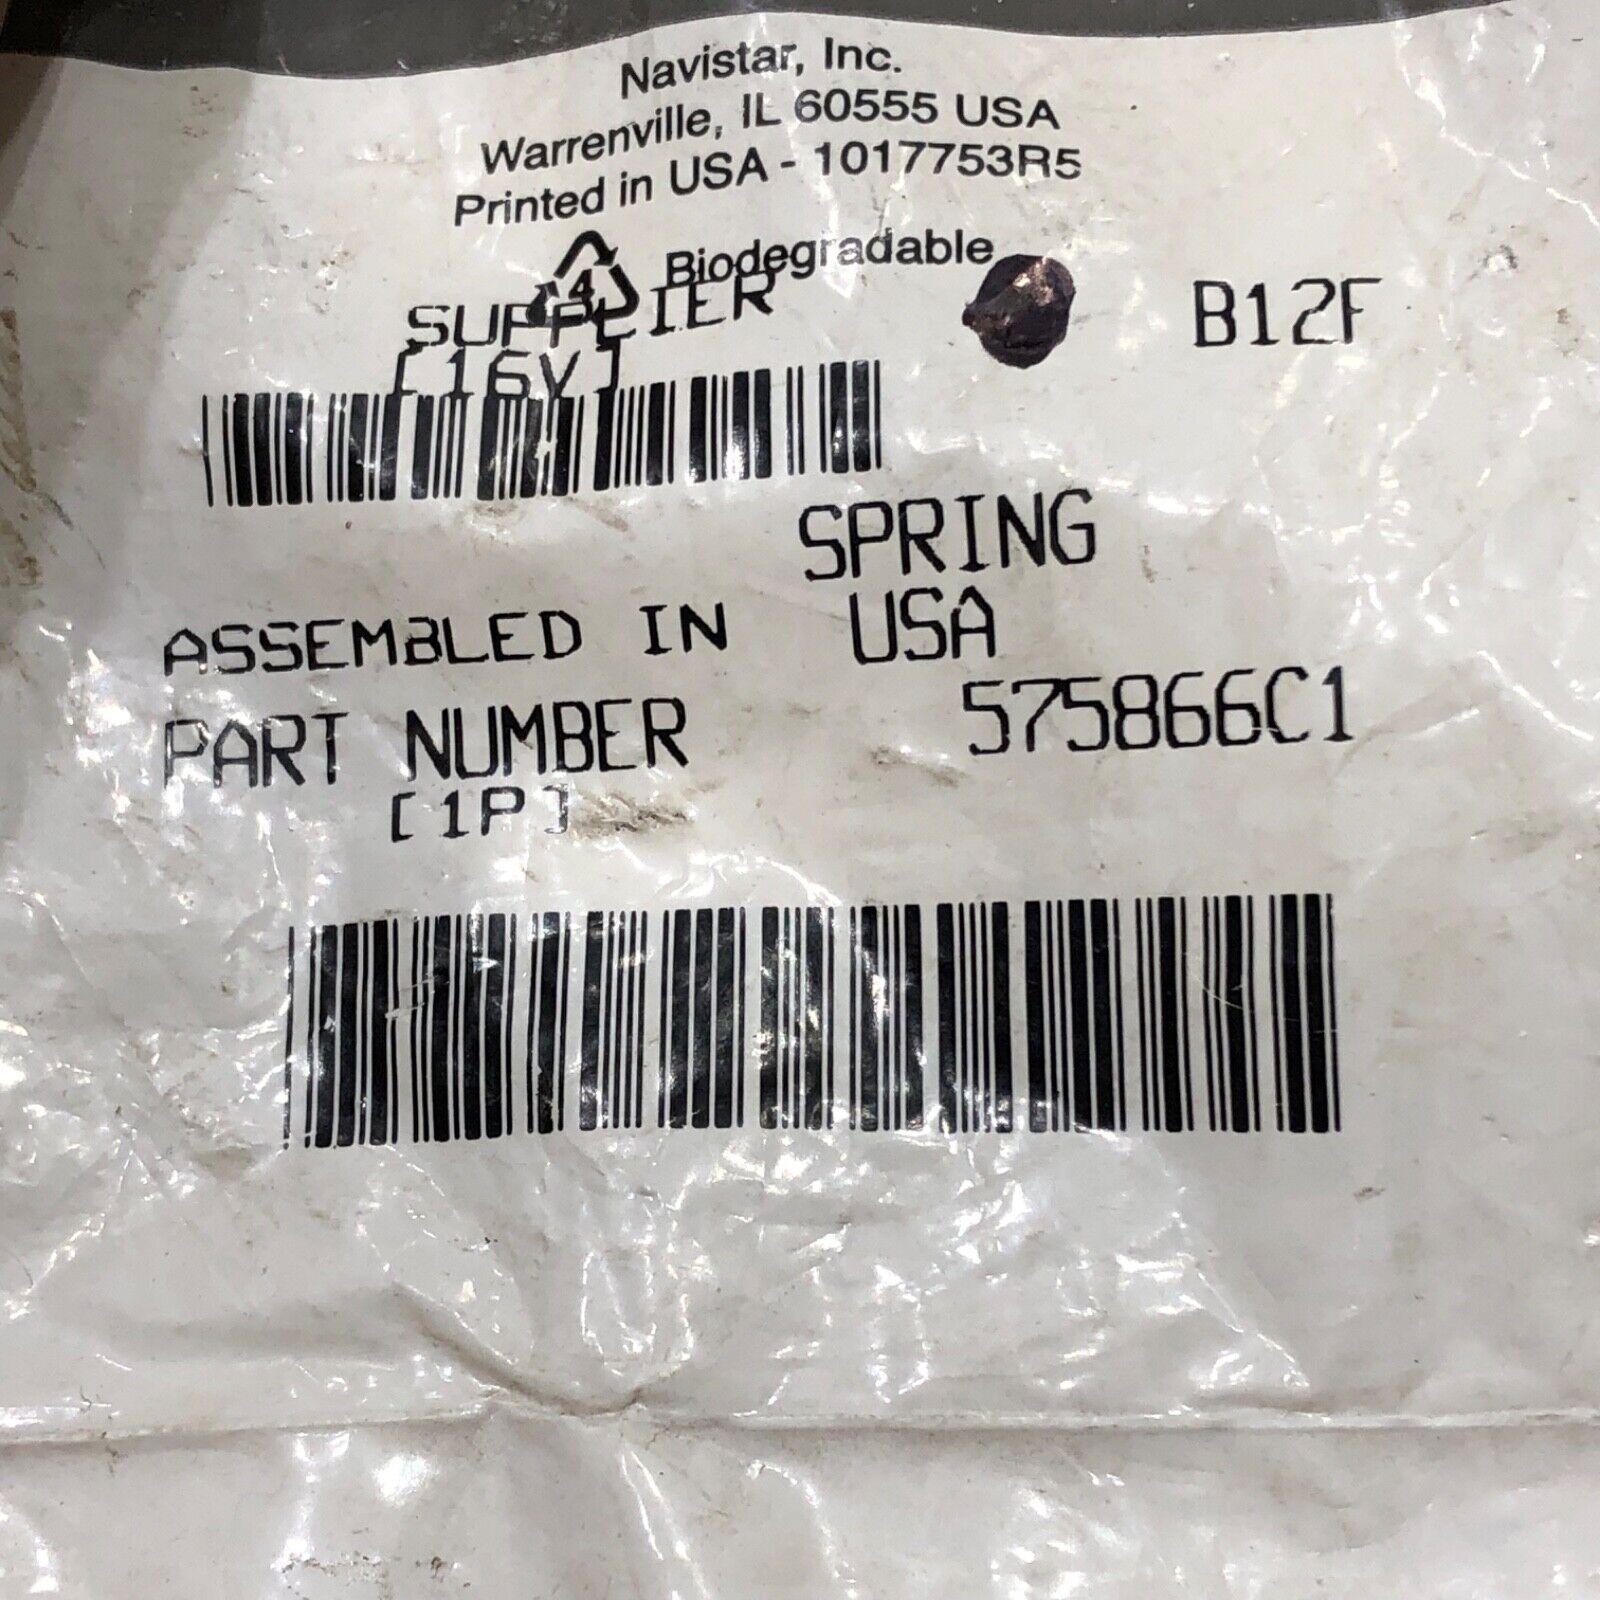 Navistar, Inc.
Warrenville, IL 60555 USA
Printed in USA - 1017753R5
4 Biodegradable
SUPPLIER B12F
[16V]
SPRING
ASSEMBLED IN USA
PART NUMBER 575866C1
[1P]